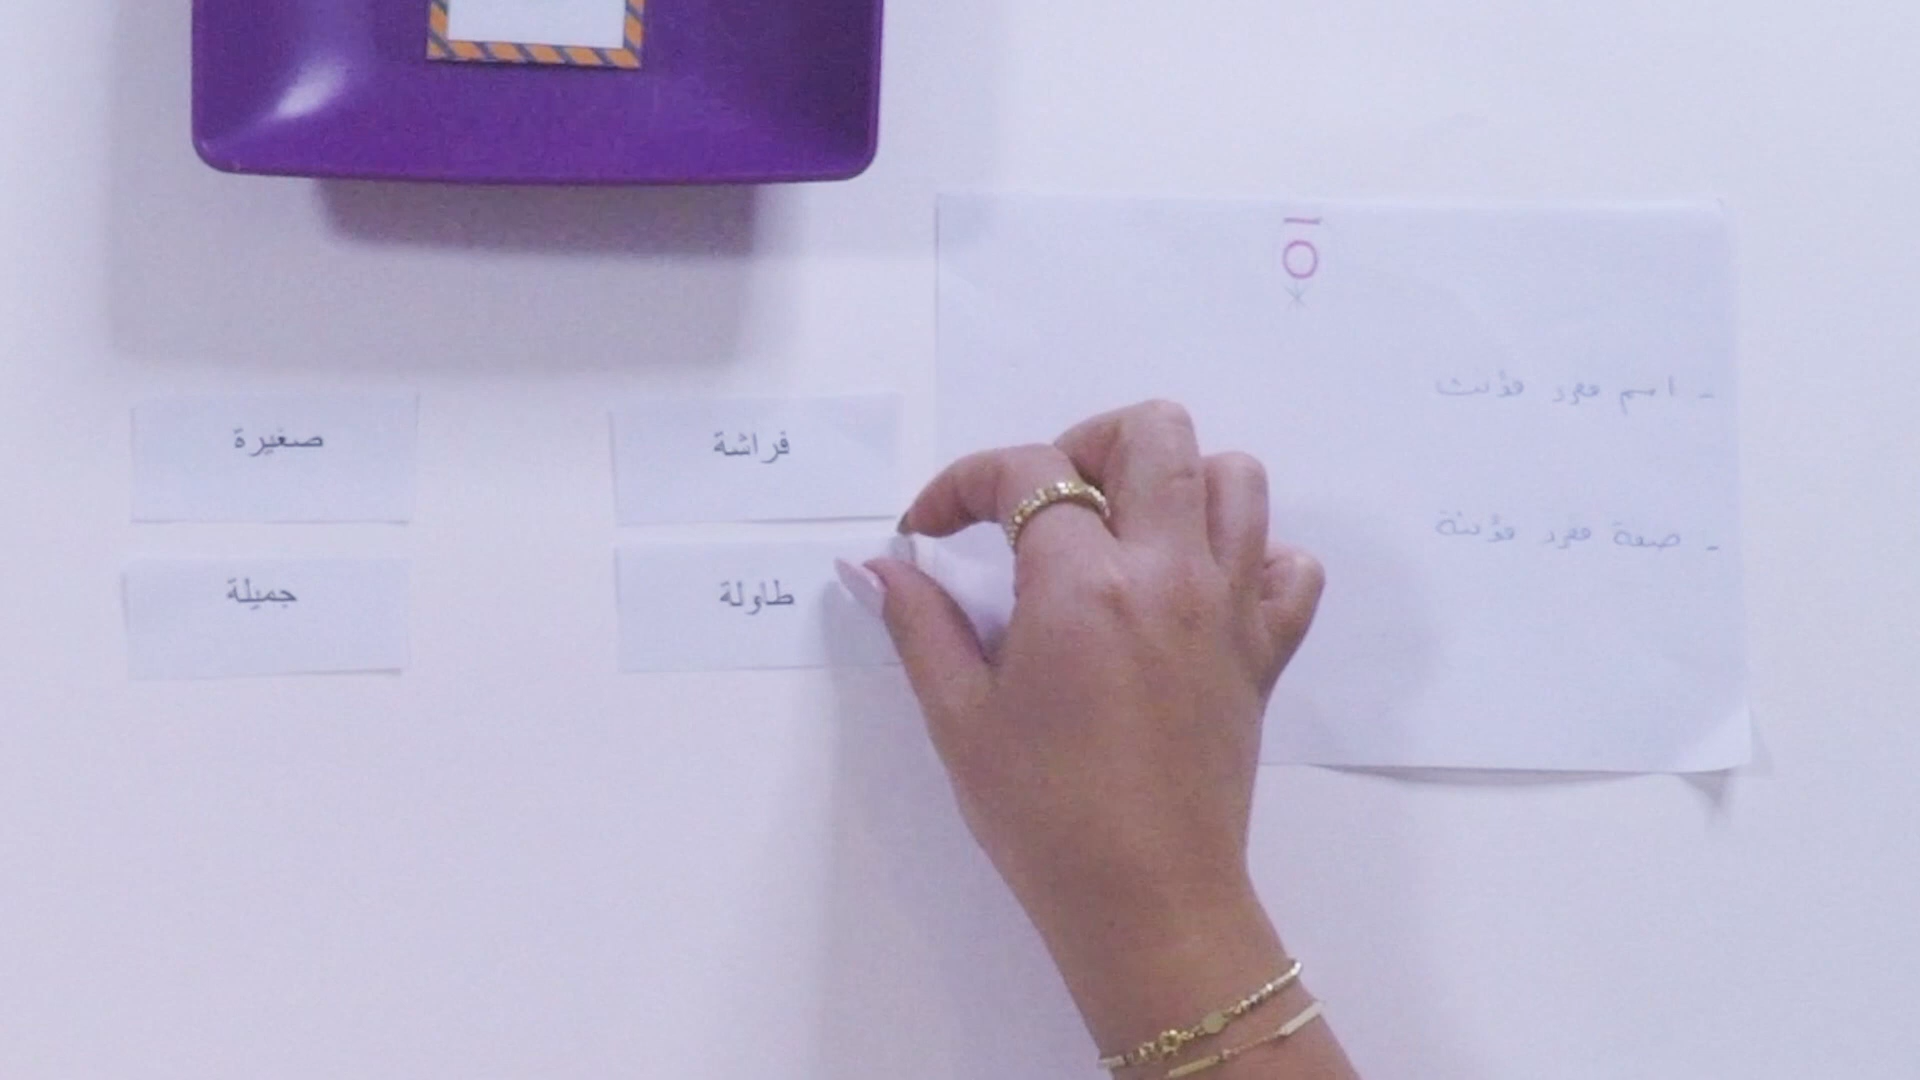 - اسم مفرد مؤنث
- صفة مفرد مؤنثة
فراشة
صغيرة
طاولة
جميلة